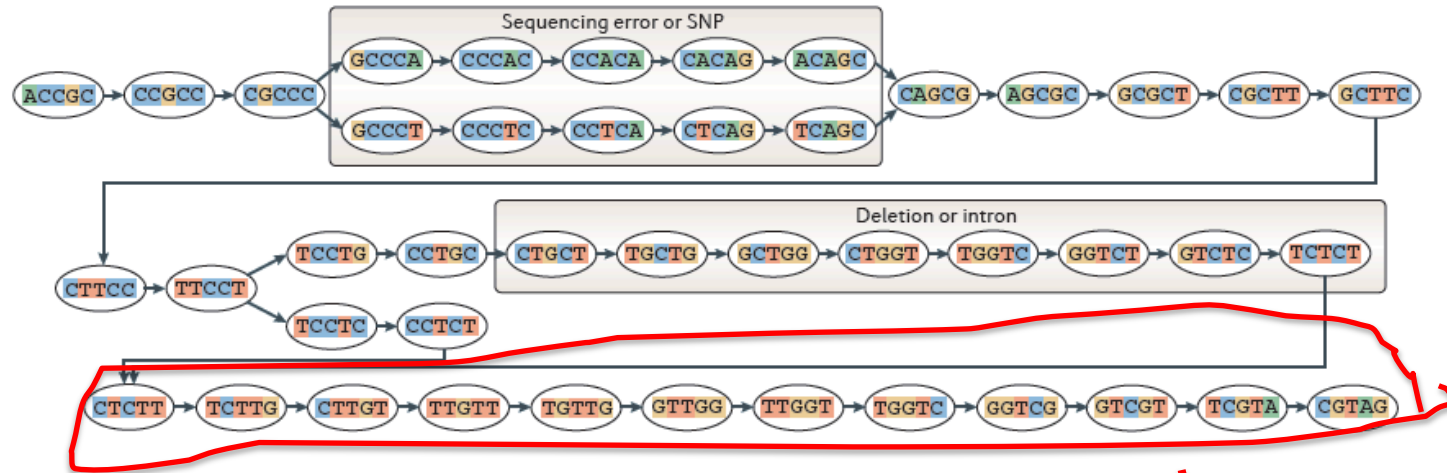 Sequencing error or SNP
GCCCA CCCAC CCACA CACAG ACAGC
ACCGC CCGCC CGCCC CAGCG AGCGC GCGCT CGCTT GCTTC
GCCCT CCCTC CCTCA CTCAG TCAGC
Deletion or intron
TCCTG CCTGC CTGCT TGCTG GCTGG CTGGT TGGTC GGTCT GTCTC TCTCT
CTTCC TTCCT
TCCTC CCTCT
CTCTT TCTTG CTTGT TTGTT TGTTG GTTGG TTGGT TGGTC GGTCG GTCGT TCGTA CGTAG